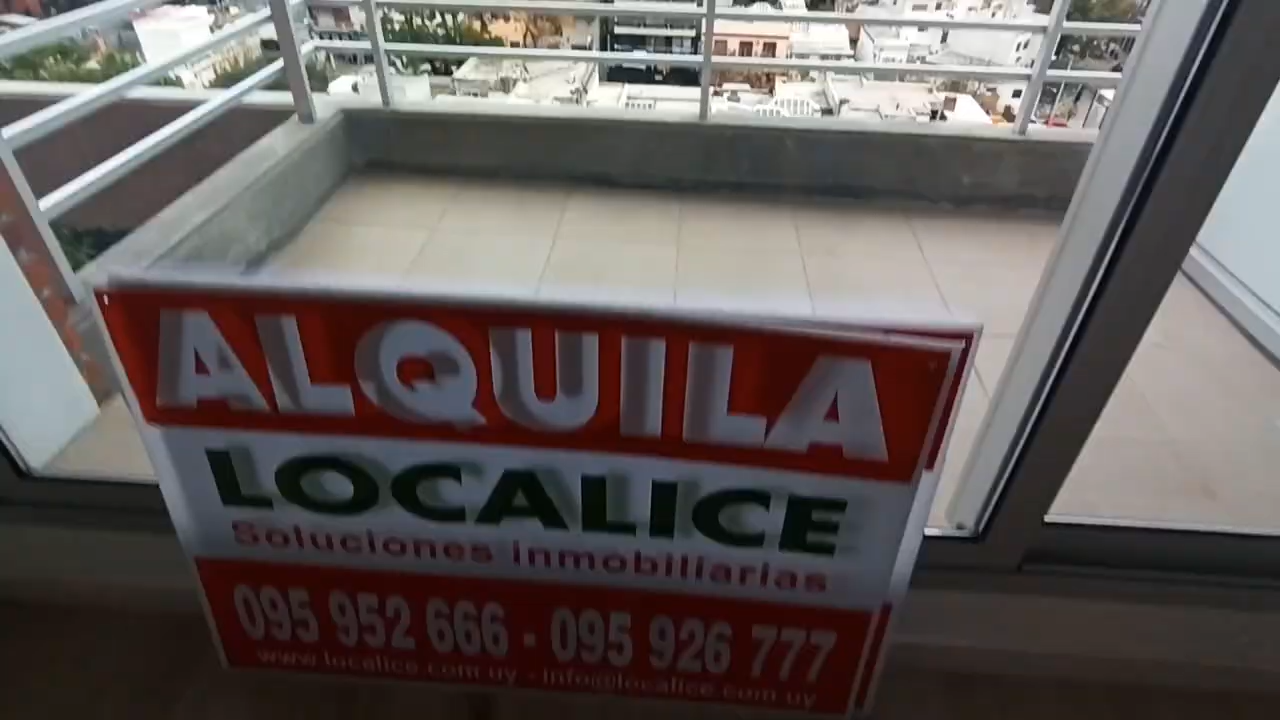 ALQUILA
LOCALICE
Soluciones inmobiliarias
095 952 666 - 095 926 777
www.localice.com.uy - info@localice.com.uy